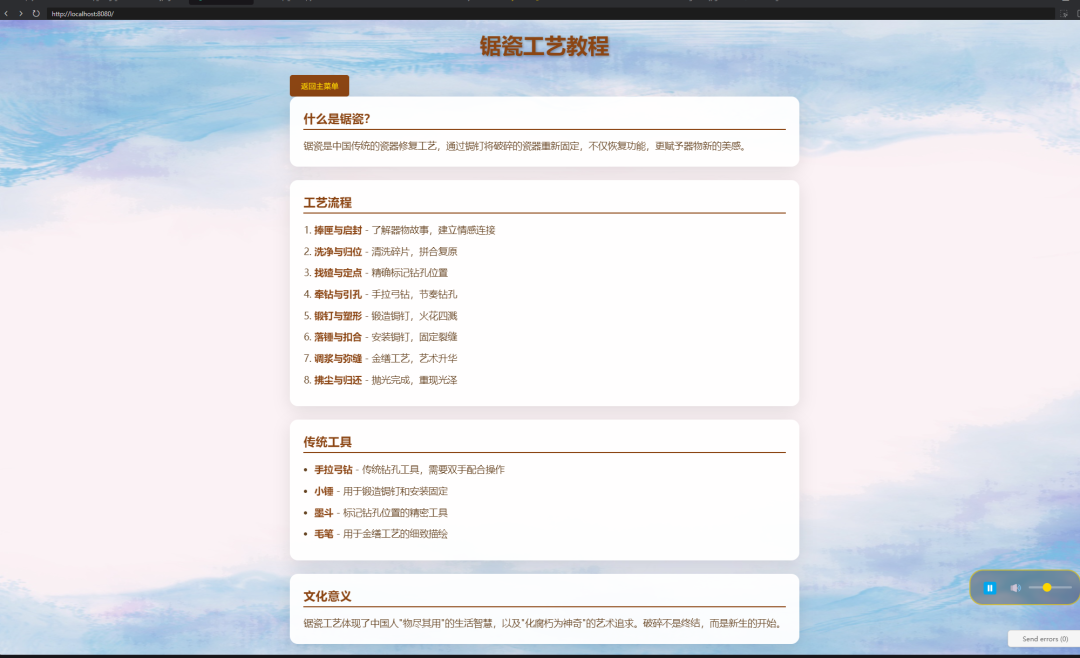 http://localhost:8080/
锯瓷工艺教程
返回主菜单
什么是锯瓷?
锯瓷是中国传统的瓷器修复工艺，通过锔钉将破碎的瓷器重新固定，不仅恢复功能，更赋予器物新的美感。
工艺流程
1. 捧匣与启封 - 了解器物故事，建立情感连接
2. 洗净与归位 - 清洗碎片，拼合复原
3. 找碴与定点 - 精确标记钻孔位置
4. 牵钻与引孔 - 手拉弓钻，节奏钻孔
5. 锻钉与塑形 - 锻造锔钉，火花四溅
6. 落锤与扣合 - 安装锔钉，固定裂缝
7. 调浆与弥缝 - 金缮工艺，艺术升华
8. 拂尘与归还 - 抛光完成，重现光泽
传统工具
• 手拉弓钻 - 传统钻孔工具，需要双手配合操作
• 小锤 - 用于锻造锔钉和安装固定
• 墨斗 - 标记钻孔位置的精密工具
• 毛笔 - 用于金缮工艺的细致描绘
文化意义
锯瓷工艺体现了中国人"物尽其用"的生活智慧，以及"化腐朽为神奇"的艺术追求。破碎不是终结，而是新生的开始。
Send errors (0)